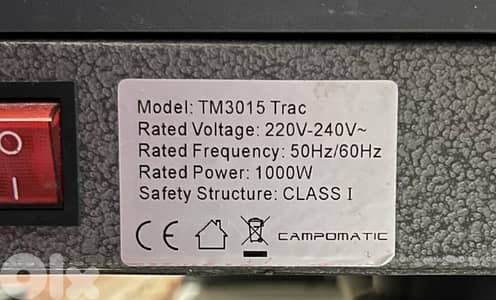 Model: TM3015 Trac
Rated Voltage: 220V-240V~
Rated Frequency: 50Hz/60Hz
Rated Power: 1000W
Safety Structure: CLASS I
CE
CAMPOMATIC
olx